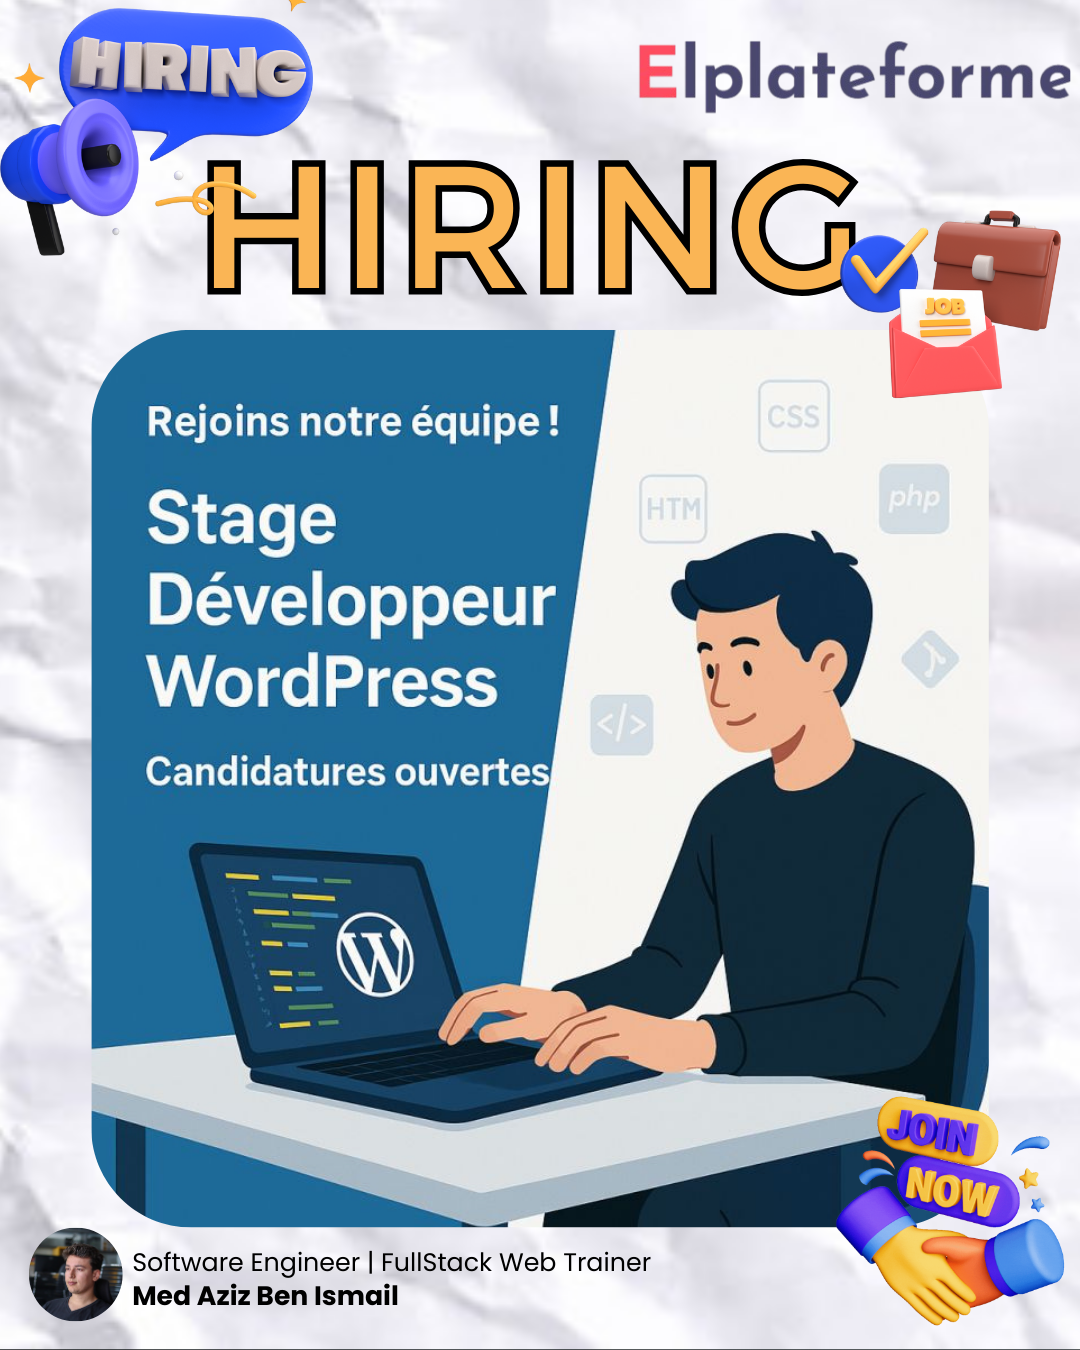 HIRING
Elplateforme
HIRING
JOB
Rejoins notre équipe !
Stage
Développeur
WordPress
Candidatures ouvertes
CSS
HTM
php
</>
W
JOIN
NOW
Software Engineer | FullStack Web Trainer
Med Aziz Ben Ismail